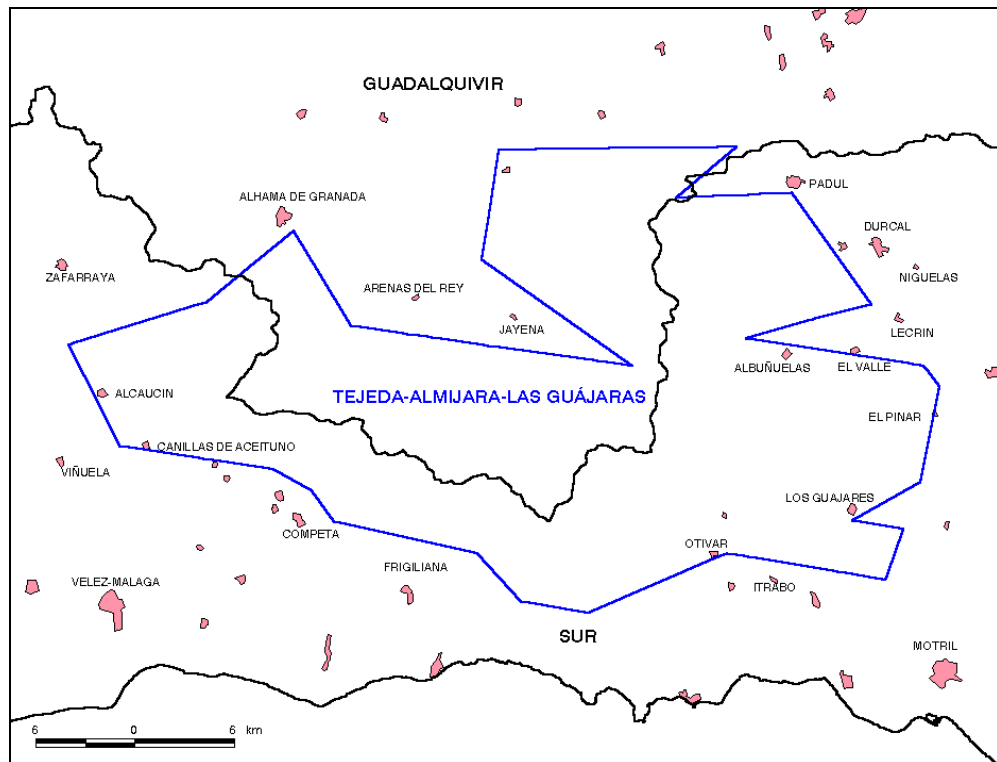 GUADALQUIVIR
PADUL
ALHAMA DE GRANADA
DURCAL
ZAFARRAYA
NIGUELAS
ARENAS DEL REY
LECRIN
JAYENA
ALBUÑUELAS
EL VALLE
ALCAUCIN
TEJEDA-ALMIJARA-LAS GUÁJARAS
EL PINAR
CANILLAS DE ACEITUNO
VIÑUELA
LOS GUAJARES
COMPETA
OTIVAR
FRIGILIANA
VELEZ-MALAGA
ITRABO
SUR
MOTRIL
6 0 6 km